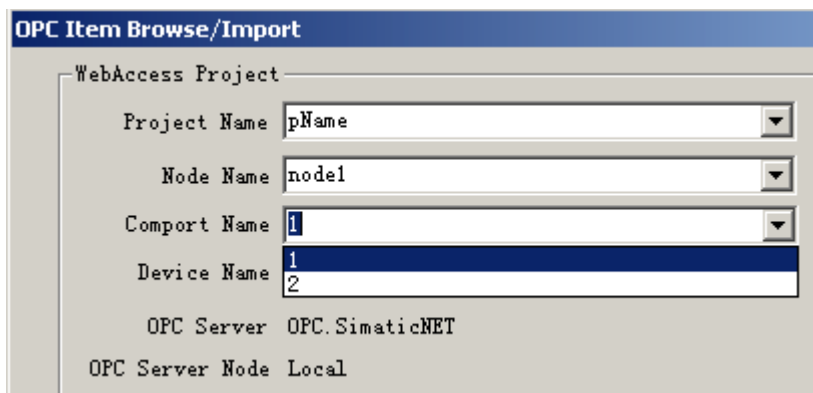 OPC Item Browse/Import
WebAccess Project
Project Name pName
Node Name node1
Comport Name 1
1
Device Name
2
OPC Server OPC.SimaticNET
OPC Server Node Local